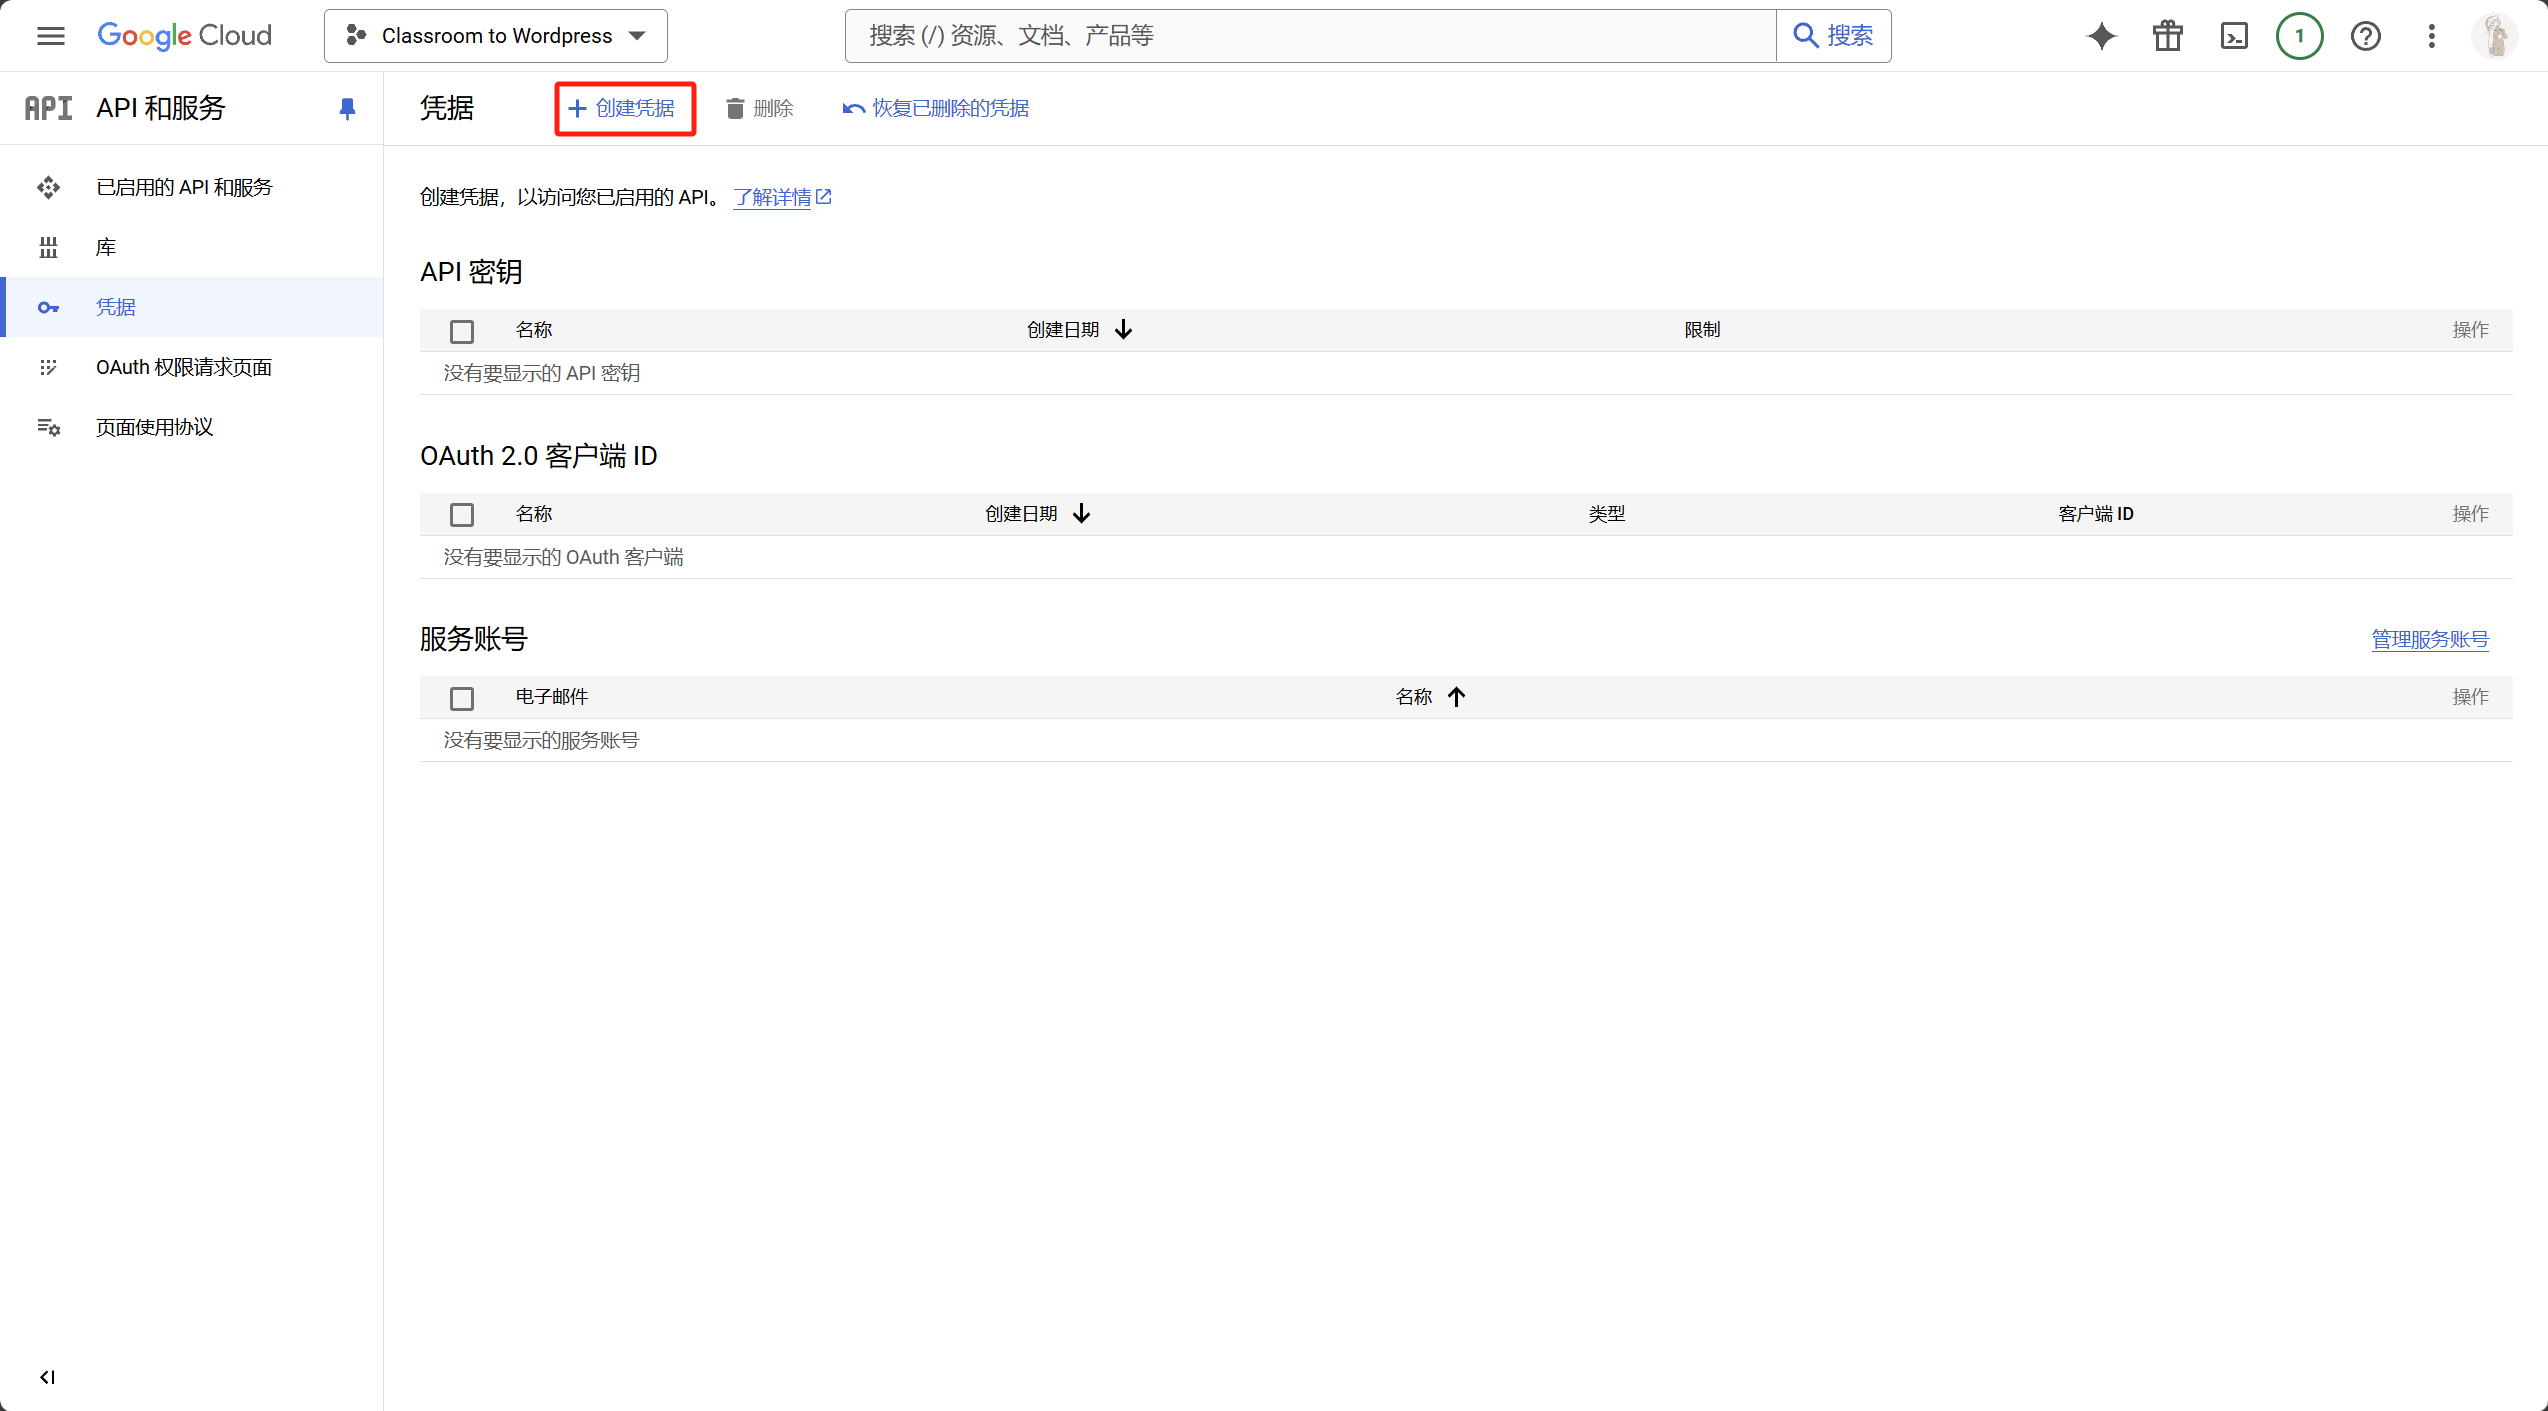 Google Cloud
Classroom to Wordpress
搜索 (/) 资源、文档、产品等
搜索
1
API
API 和服务
凭据
创建凭据
删除
恢复已删除的凭据
已启用的 API 和服务
库
凭据
OAuth 权限请求页面
页面使用协议
创建凭据，以访问您已启用的 API。 了解详情
API 密钥
名称 创建日期 限制 操作
没有要显示的 API 密钥
OAuth 2.0 客户端 ID
名称 创建日期 类型 客户端 ID 操作
没有要显示的 OAuth 客户端
服务账号
管理服务账号
电子邮件 名称 操作
没有要显示的服务账号